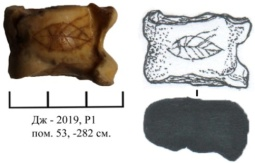 Дж - 2019, Р1
пом. 53, -282 см.